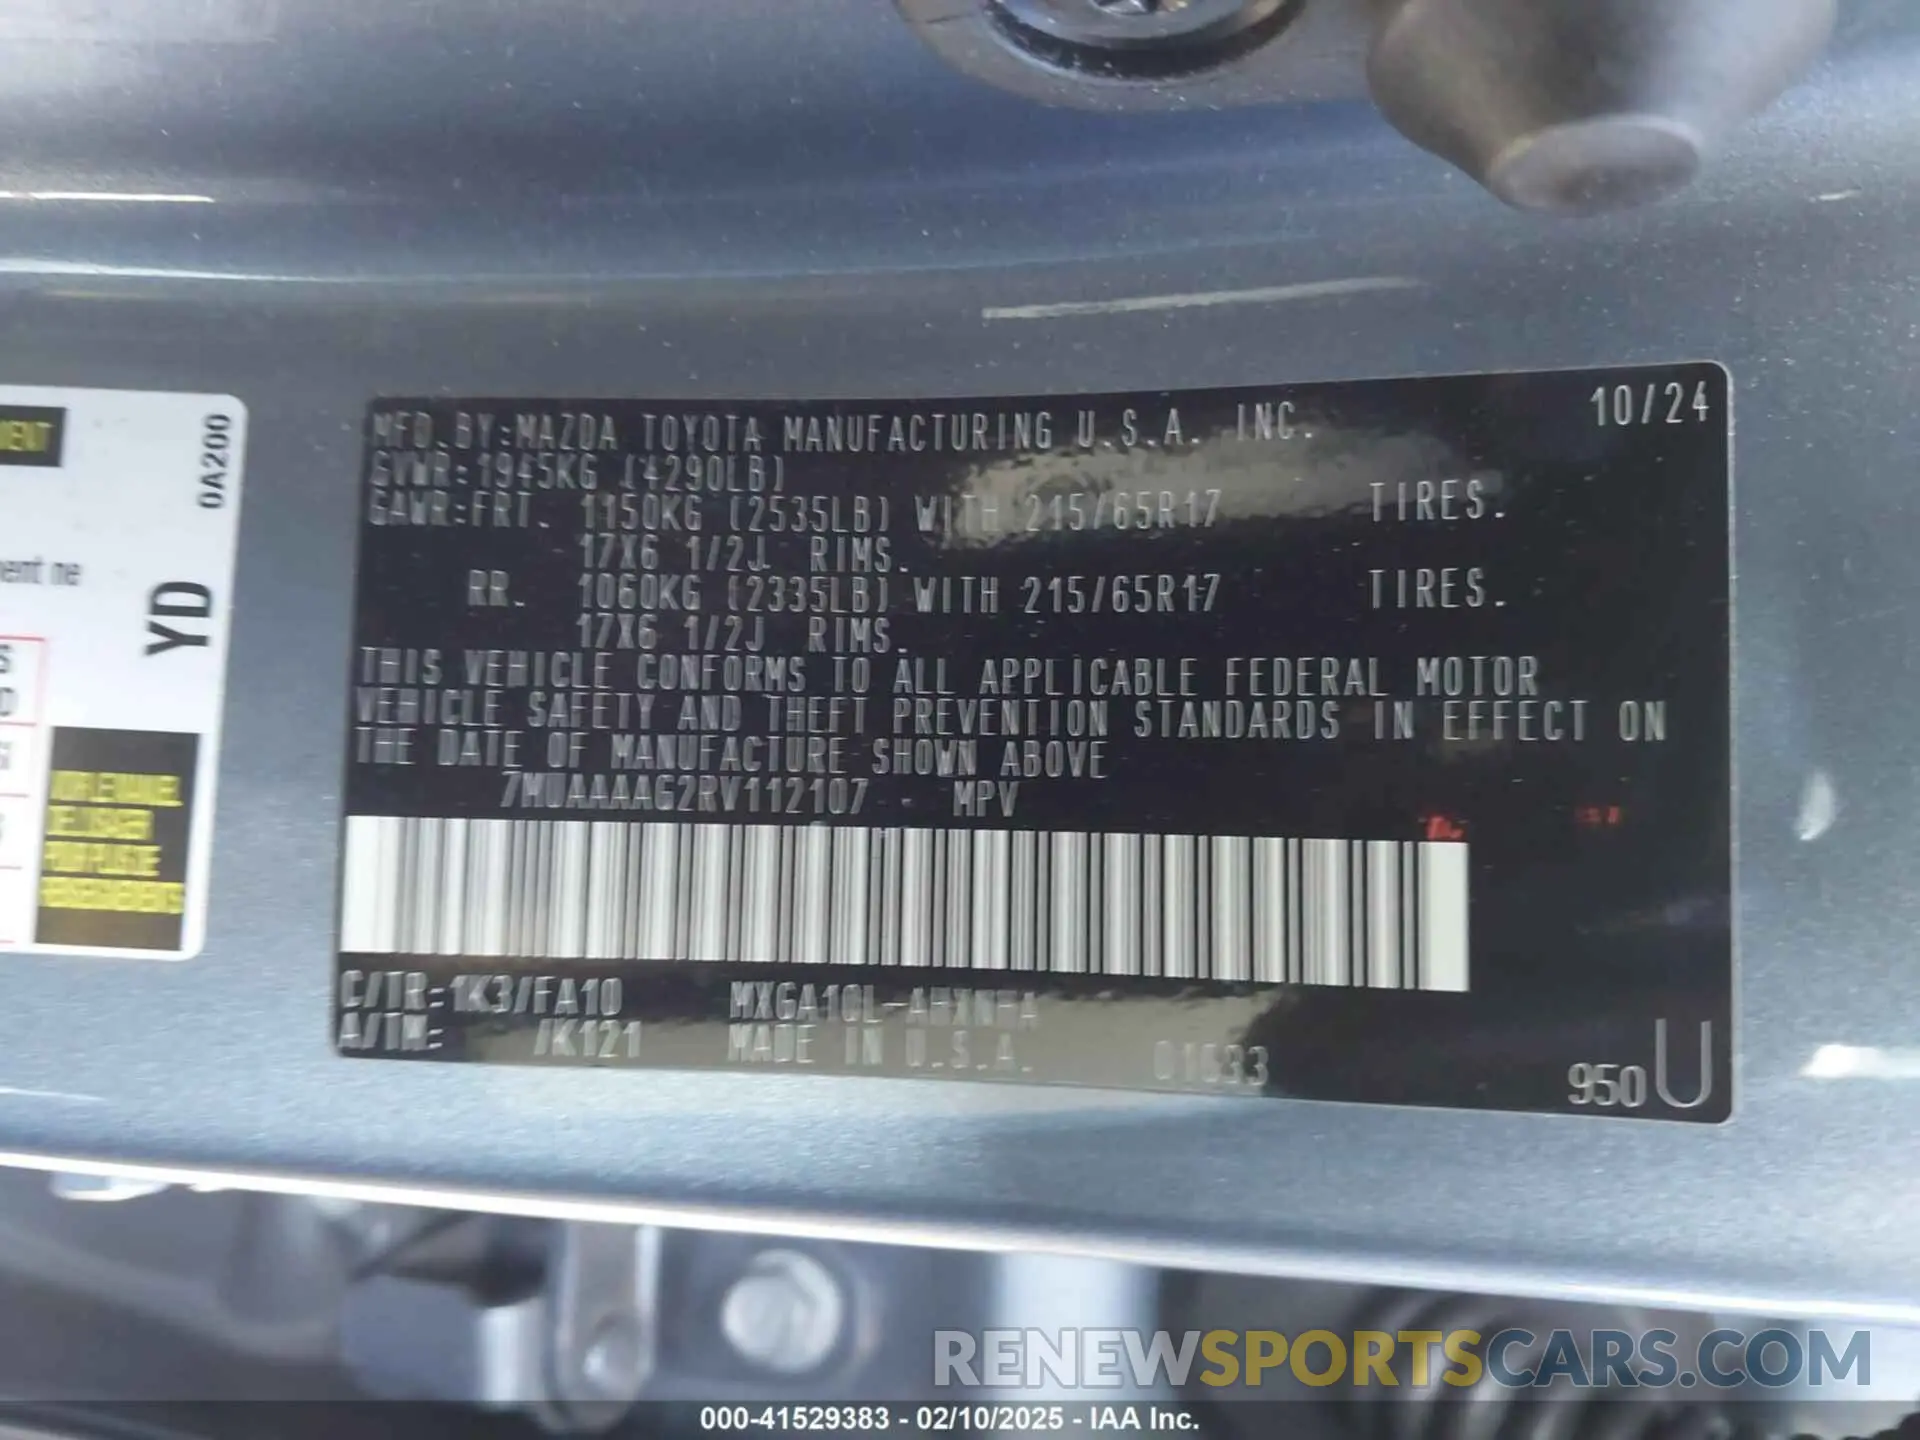 10/24
MFD.BY:MAZDA TOYOTA MANUFACTURING U.S.A. INC.
GVWR:1945KG (4290LB)
GAWR:FRT. 1150KG (2535LB) WITH 215/65R17 TIRES.
17X6 1/2J RIMS.
RR. 1060KG (2335LB) WITH 215/65R17 TIRES.
17X6 1/2J RIMS.
THIS VEHICLE CONFORMS TO ALL APPLICABLE FEDERAL MOTOR
VEHICLE SAFETY AND THEFT PREVENTION STANDARDS IN EFFECT ON
THE DATE OF MANUFACTURE SHOWN ABOVE
7MUAAAAG2RV112107 MPV
C/TR:1K3/FA10
A/TM: /K121 MADE IN U.S.A.
950 U
0A200
YD
ent ne
RENEWSPORTSCARS.COM
000-41529383 - 02/10/2025 - IAA Inc.